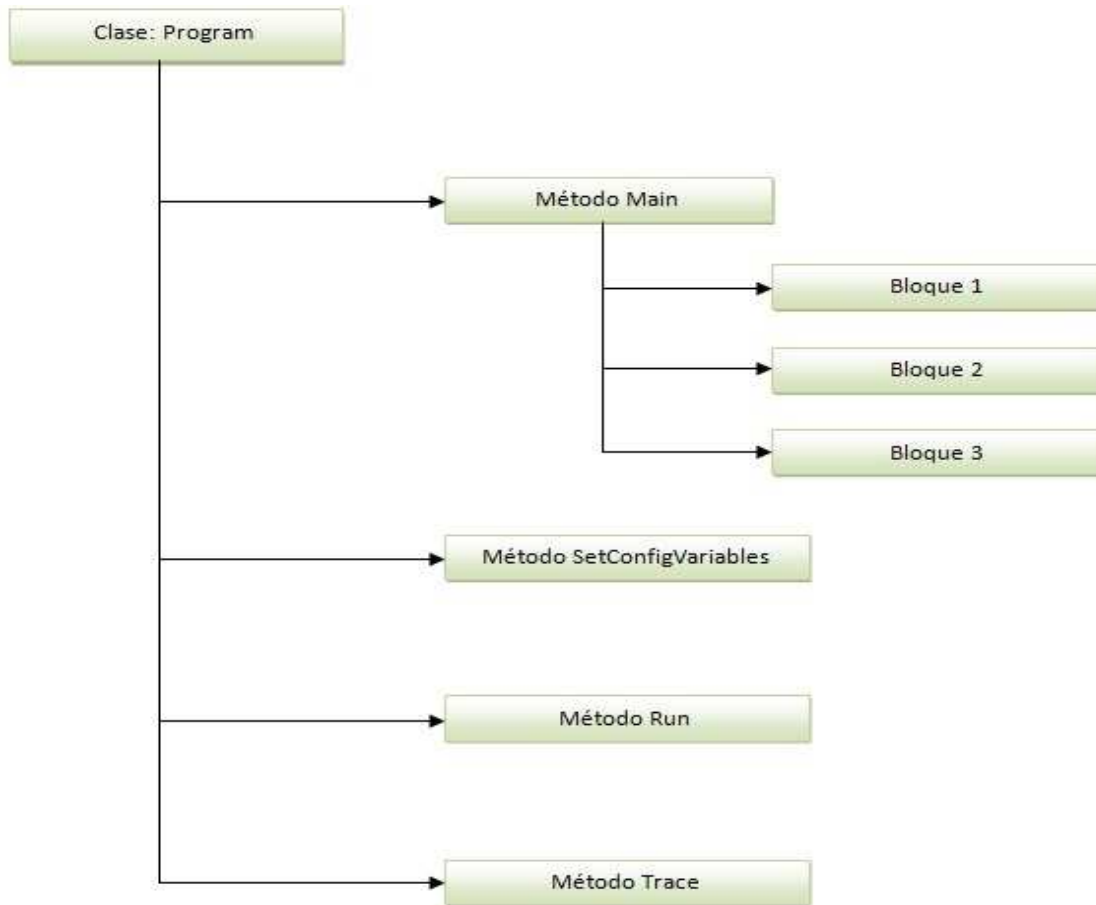 Clase: Program
Método Main
Bloque 1
Bloque 2
Bloque 3
Método SetConfigVariables
Método Run
Método Trace